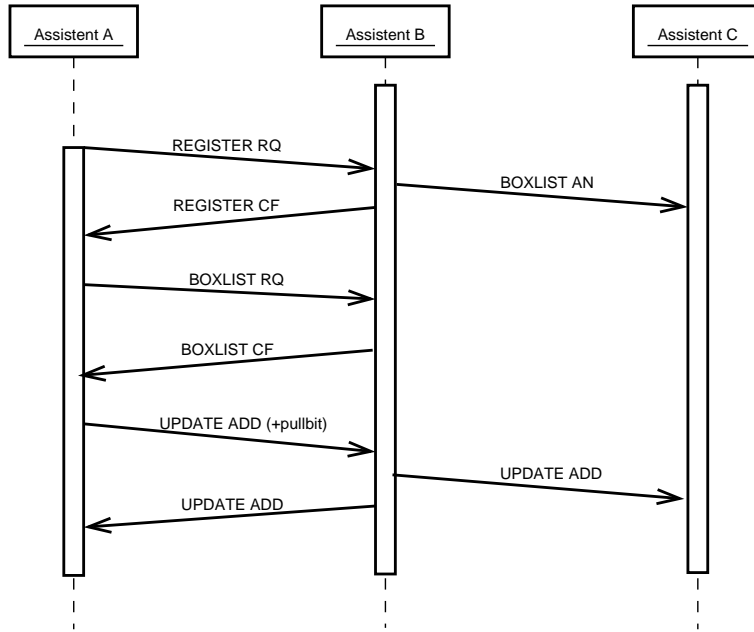 Assistent A
Assistent B
Assistent C
REGISTER RQ
BOXLIST AN
REGISTER CF
BOXLIST RQ
BOXLIST CF
UPDATE ADD (+pullbit)
UPDATE ADD
UPDATE ADD